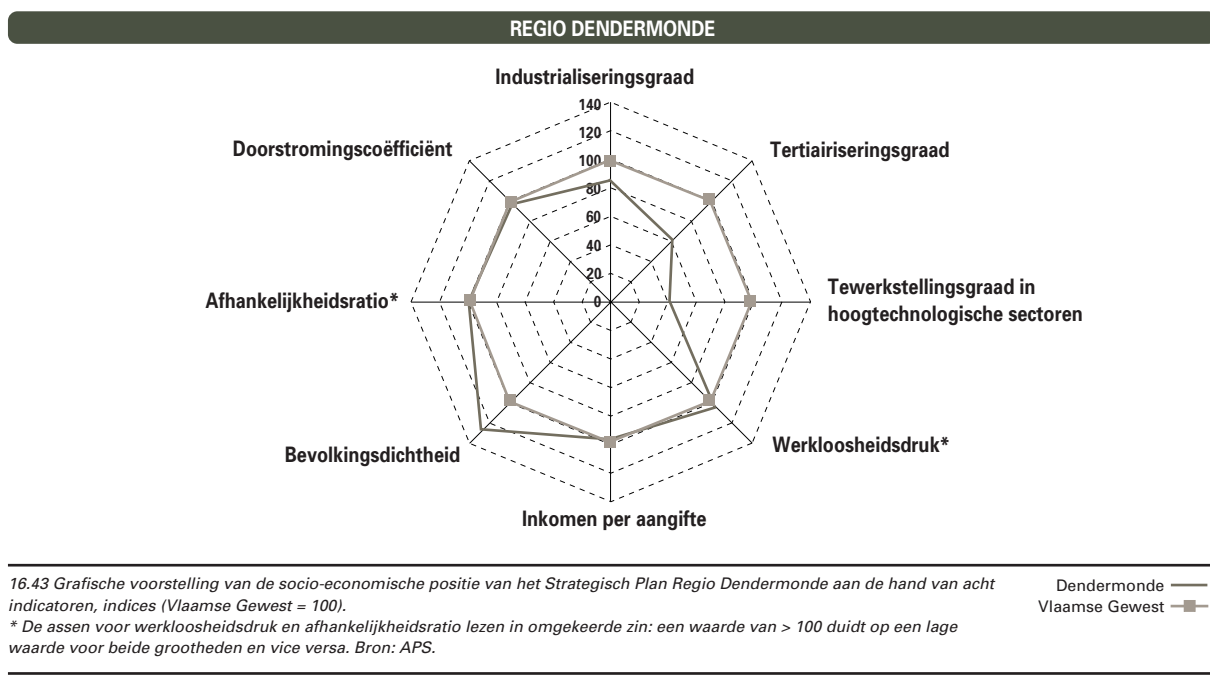 REGIO DENDERMONDE
Industrialiseringsgraad
140
120
100
80
60
40
20
0
Doorstromingscoëfficiënt
Tertiairiseringsgraad
Afhankelijkheidsratio*
Tewerkstellingsgraad in
hoogtechnologische sectoren
Bevolkingsdichtheid
Werkloosheidsdruk*
Inkomen per aangifte
16.43 Grafische voorstelling van de socio-economische positie van het Strategisch Plan Regio Dendermonde aan de hand van acht
indicatoren, indices (Vlaamse Gewest = 100).
* De assen voor werkloosheidsdruk en afhankelijkheidsratio lezen in omgekeerde zin: een waarde van > 100 duidt op een lage
waarde voor beide grootheden en vice versa. Bron: APS.
Dendermonde
Vlaamse Gewest